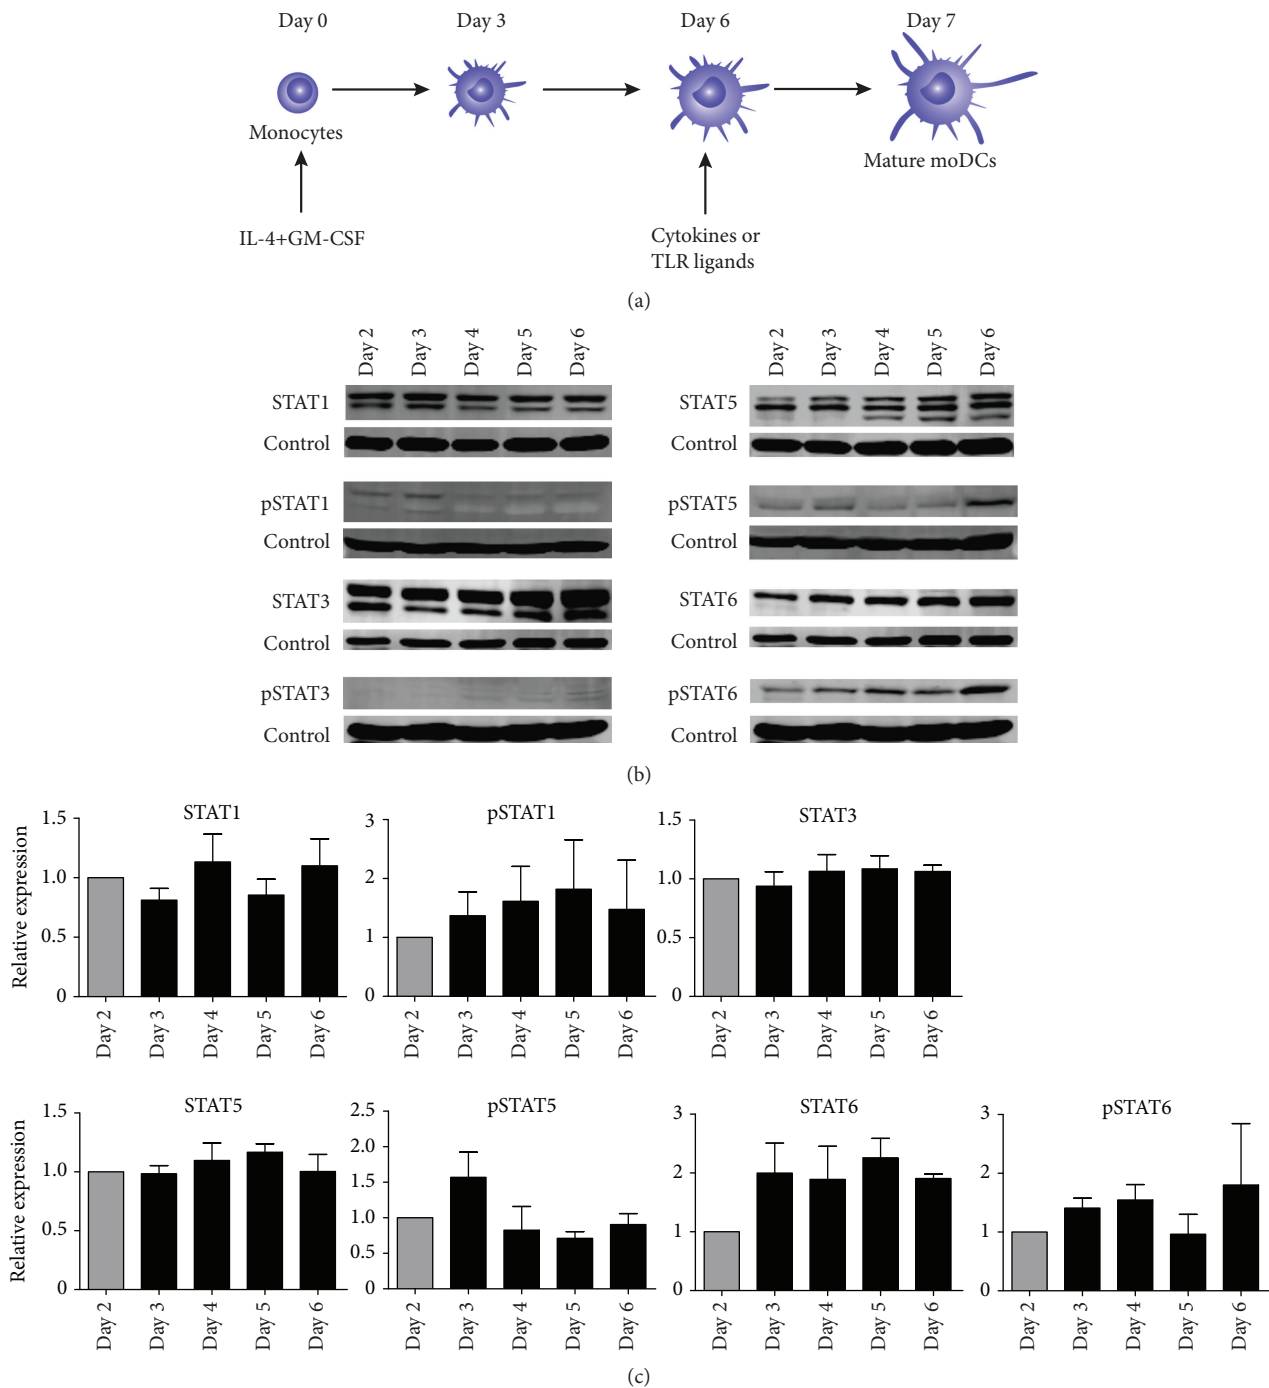 Day 0 Day 3 Day 6 Day 7
Monocytes
Mature moDCs
IL-4+GM-CSF
Cytokines or
TLR ligands
(a)
Day 2 Day 3 Day 4 Day 5 Day 6
STAT1
Control
pSTAT1
Control
STAT3
Control
pSTAT3
Control
Day 2 Day 3 Day 4 Day 5 Day 6
STAT5
Control
pSTAT5
Control
STAT6
Control
pSTAT6
Control
(b)
STAT1
Relative expression
1.5
1.0
0.5
0
Day 2 Day 3 Day 4 Day 5 Day 6
pSTAT1
3
2
1
0
Day 2 Day 3 Day 4 Day 5 Day 6
STAT3
1.5
1.0
0.5
0
Day 2 Day 3 Day 4 Day 5 Day 6
STAT5
Relative expression
1.5
1.0
0.5
0
Day 2 Day 3 Day 4 Day 5 Day 6
pSTAT5
2.5
2.0
1.5
1.0
0.5
0
Day 2 Day 3 Day 4 Day 5 Day 6
STAT6
3
2
1
0
Day 2 Day 3 Day 4 Day 5 Day 6
pSTAT6
3
2
1
0
Day 2 Day 3 Day 4 Day 5 Day 6
(c)